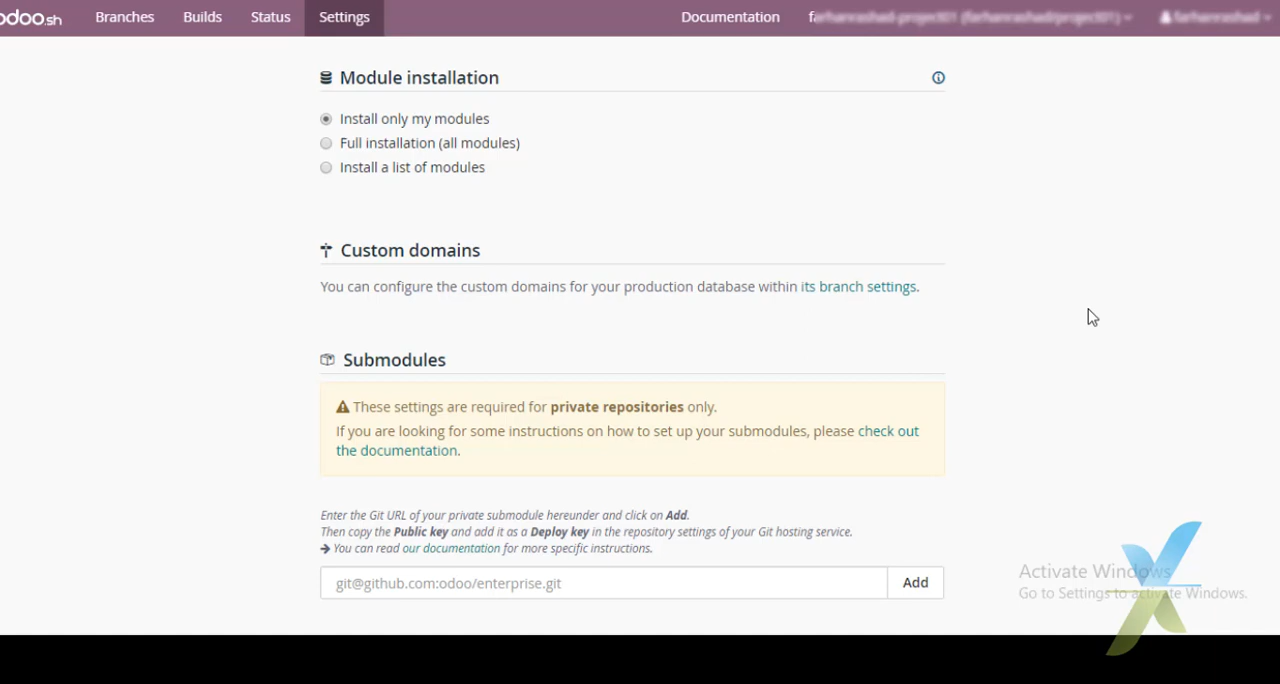 odoo.sh Branches Builds Status Settings Documentation
Module installation
Install only my modules
Full installation (all modules)
Install a list of modules
Custom domains
You can configure the custom domains for your production database within its branch settings.
Submodules
These settings are required for private repositories only.
If you are looking for some instructions on how to set up your submodules, please check out
the documentation.
Enter the Git URL of your private submodule hereunder and click on Add.
Then copy the Public key and add it as a Deploy key in the repository settings of your Git hosting service.
→ You can read our documentation for more specific instructions.
git@github.com:odoo/enterprise.git Add
Activate Windows
Go to Settings to activate Windows.